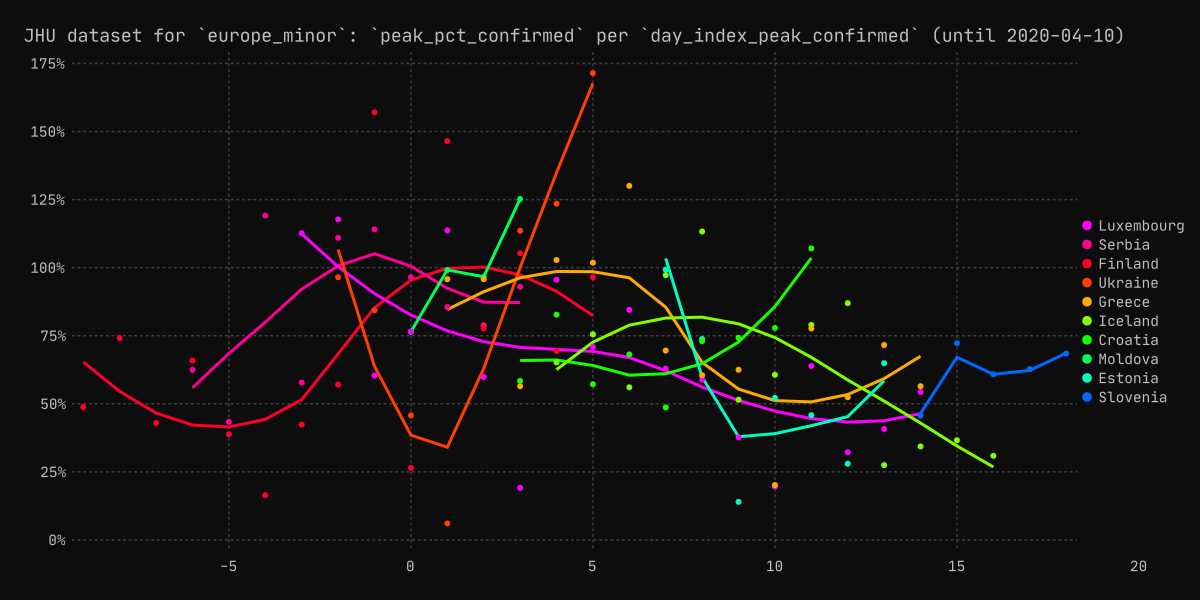 JHU dataset for `europe_minor`: `peak_pct_confirmed` per `day_index_peak_confirmed` (until 2020-04-10)
175%
150%
125%
100%
75%
50%
25%
0%
-5 0 5 10 15 20
Luxembourg
Serbia
Finland
Ukraine
Greece
Iceland
Croatia
Moldova
Estonia
Slovenia